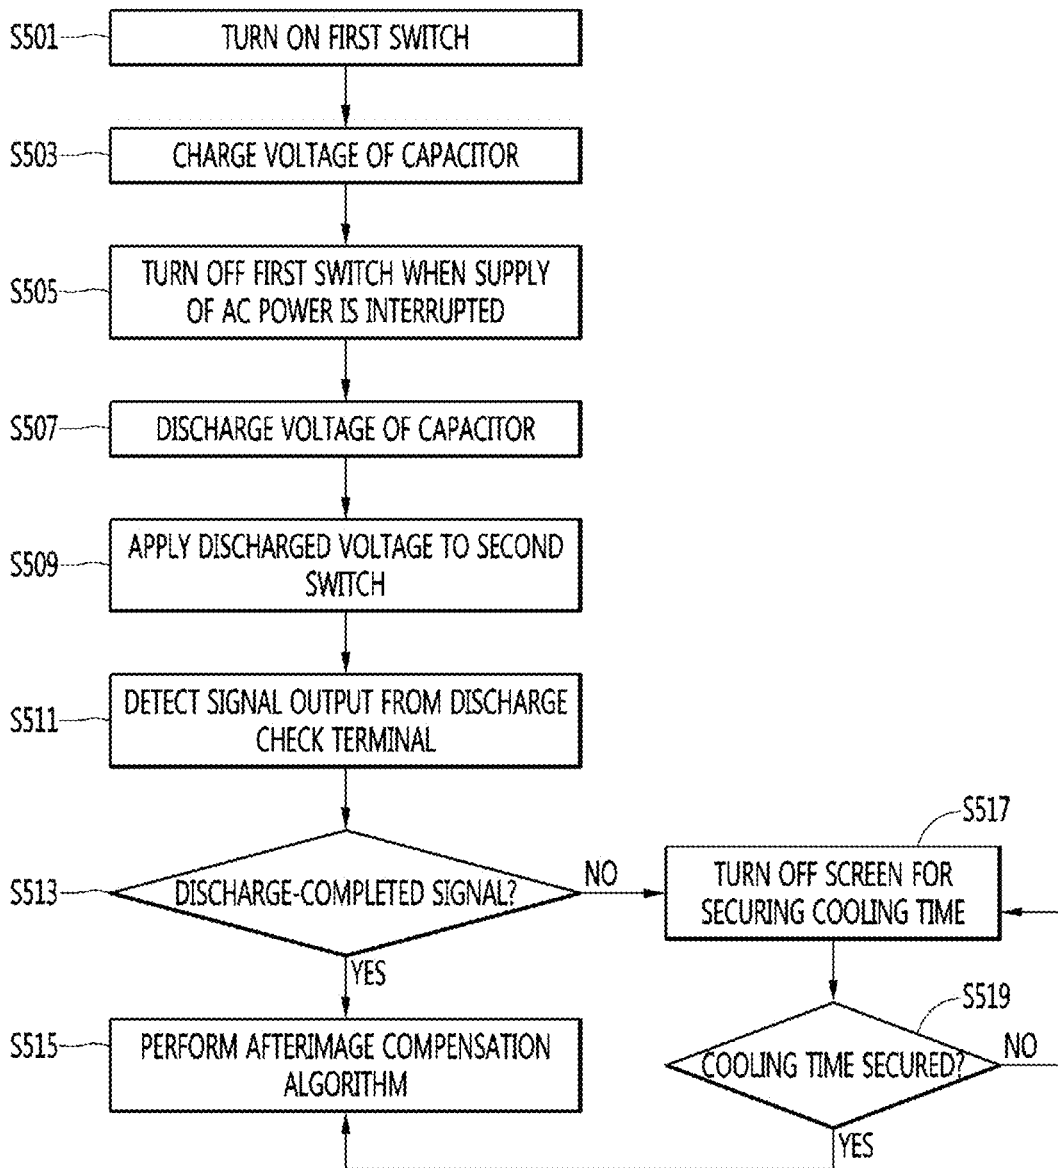 S501
TURN ON FIRST SWITCH
S503
CHARGE VOLTAGE OF CAPACITOR
S505
TURN OFF FIRST SWITCH WHEN SUPPLY
OF AC POWER IS INTERRUPTED
S507
DISCHARGE VOLTAGE OF CAPACITOR
S509
APPLY DISCHARGED VOLTAGE TO SECOND
SWITCH
S511
DETECT SIGNAL OUTPUT FROM DISCHARGE
CHECK TERMINAL
S513
DISCHARGE-COMPLETED SIGNAL?
NO
YES
S517
TURN OFF SCREEN FOR
SECURING COOLING TIME
S515
PERFORM AFTERIMAGE COMPENSATION
ALGORITHM
S519
COOLING TIME SECURED?
NO
YES